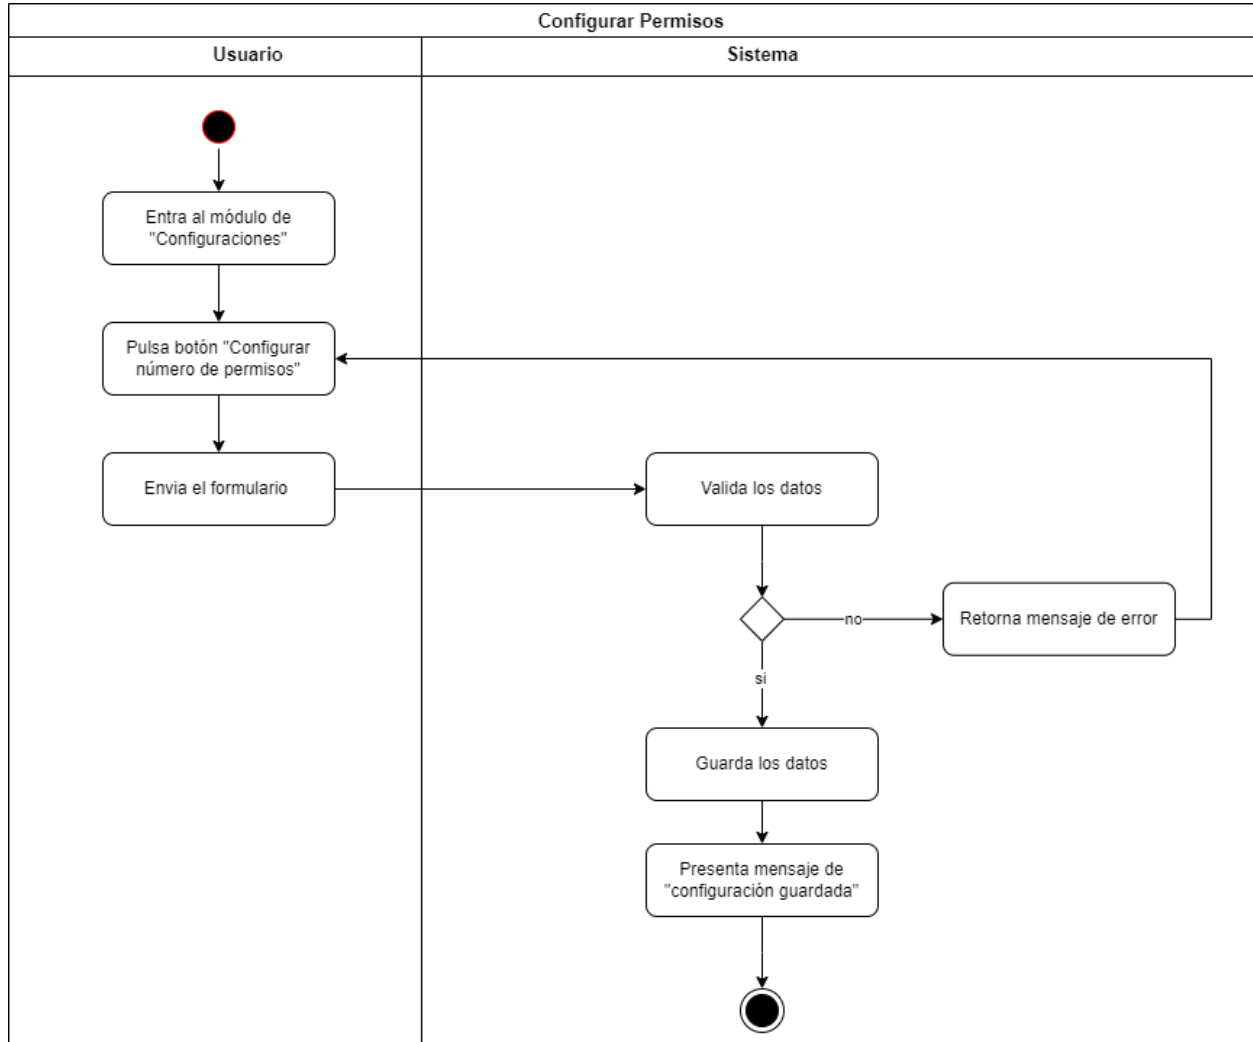 Configurar Permisos
Usuario
Sistema
Entra al módulo de
"Configuraciones"
Pulsa botón "Configurar
número de permisos"
Envia el formulario
Valida los datos
no
Retorna mensaje de error
si
Guarda los datos
Presenta mensaje de
"configuración guardada"